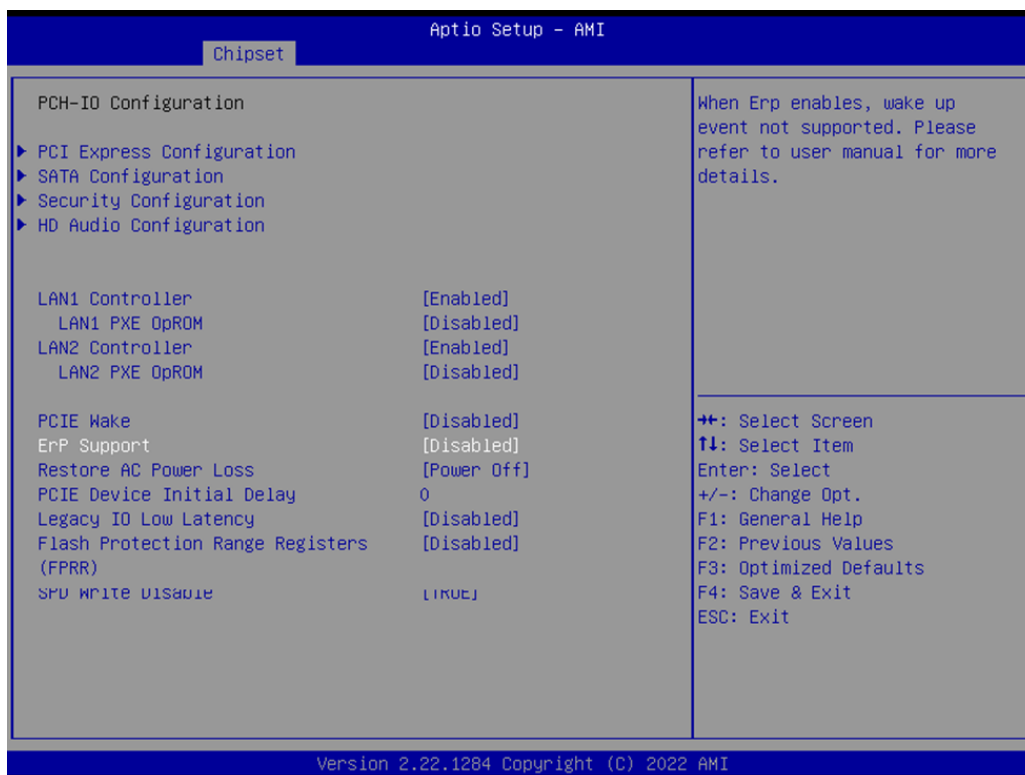 Aptio Setup – AMI
Chipset
PCH-IO Configuration
PCI Express Configuration
SATA Configuration
Security Configuration
HD Audio Configuration
LAN1 Controller [Enabled]
LAN1 PXE OpROM [Disabled]
LAN2 Controller [Enabled]
LAN2 PXE OpROM [Disabled]
PCIE Wake [Disabled]
ErP Support [Disabled]
Restore AC Power Loss [Power Off]
PCIE Device Initial Delay 0
Legacy IO Low Latency [Disabled]
Flash Protection Range Registers [Disabled]
(FPRR)
SPD Write Disable [TRUE]
When Erp enables, wake up
event not supported. Please
refer to user manual for more
details.
→←: Select Screen
↑↓: Select Item
Enter: Select
+/-: Change Opt.
F1: General Help
F2: Previous Values
F3: Optimized Defaults
F4: Save & Exit
ESC: Exit
Version 2.22.1284 Copyright (C) 2022 AMI